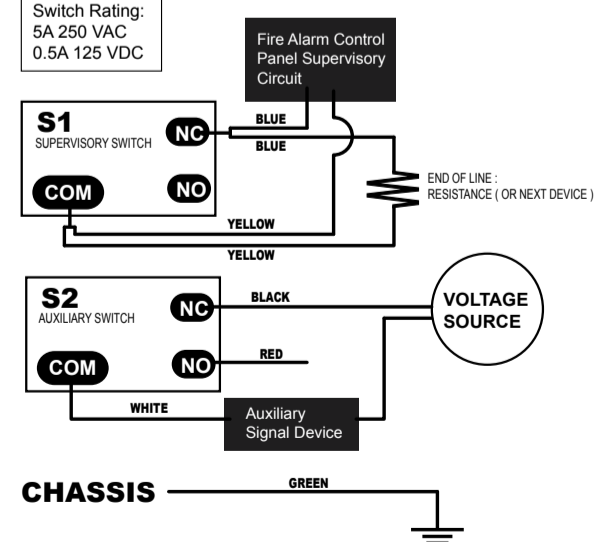 Switch Rating:
5A 250 VAC
0.5A 125 VDC
Fire Alarm Control
Panel Supervisory
Circuit
S1
SUPERVISORY SWITCH
NC
NO
COM
BLUE
BLUE
END OF LINE :
RESISTANCE ( OR NEXT DEVICE )
YELLOW
YELLOW
S2
AUXILIARY SWITCH
NC
NO
COM
BLACK
VOLTAGE
SOURCE
RED
WHITE
Auxiliary
Signal Device
CHASSIS
GREEN